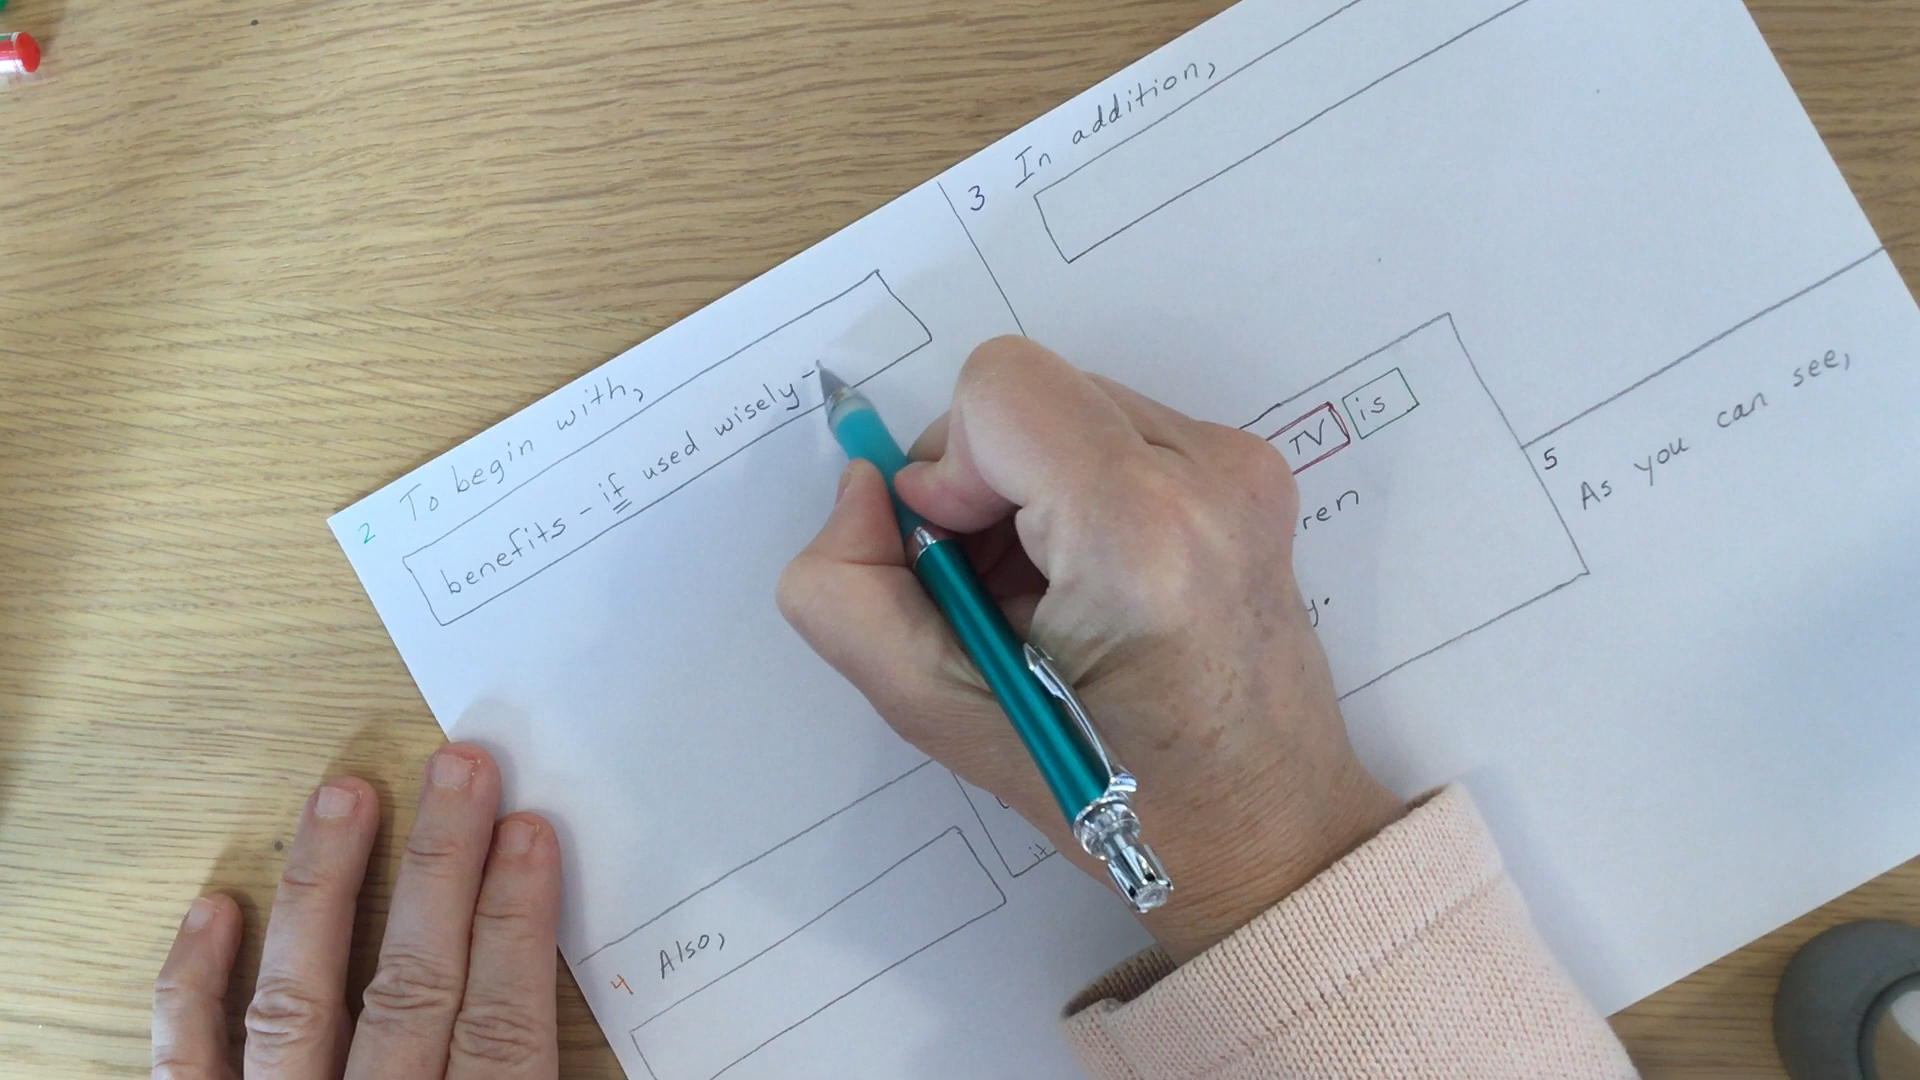 2 To begin with,
benefits - if used wisely -
3 In addition,
TV is
ren
y.
it
4 Also,
5
As you can see,